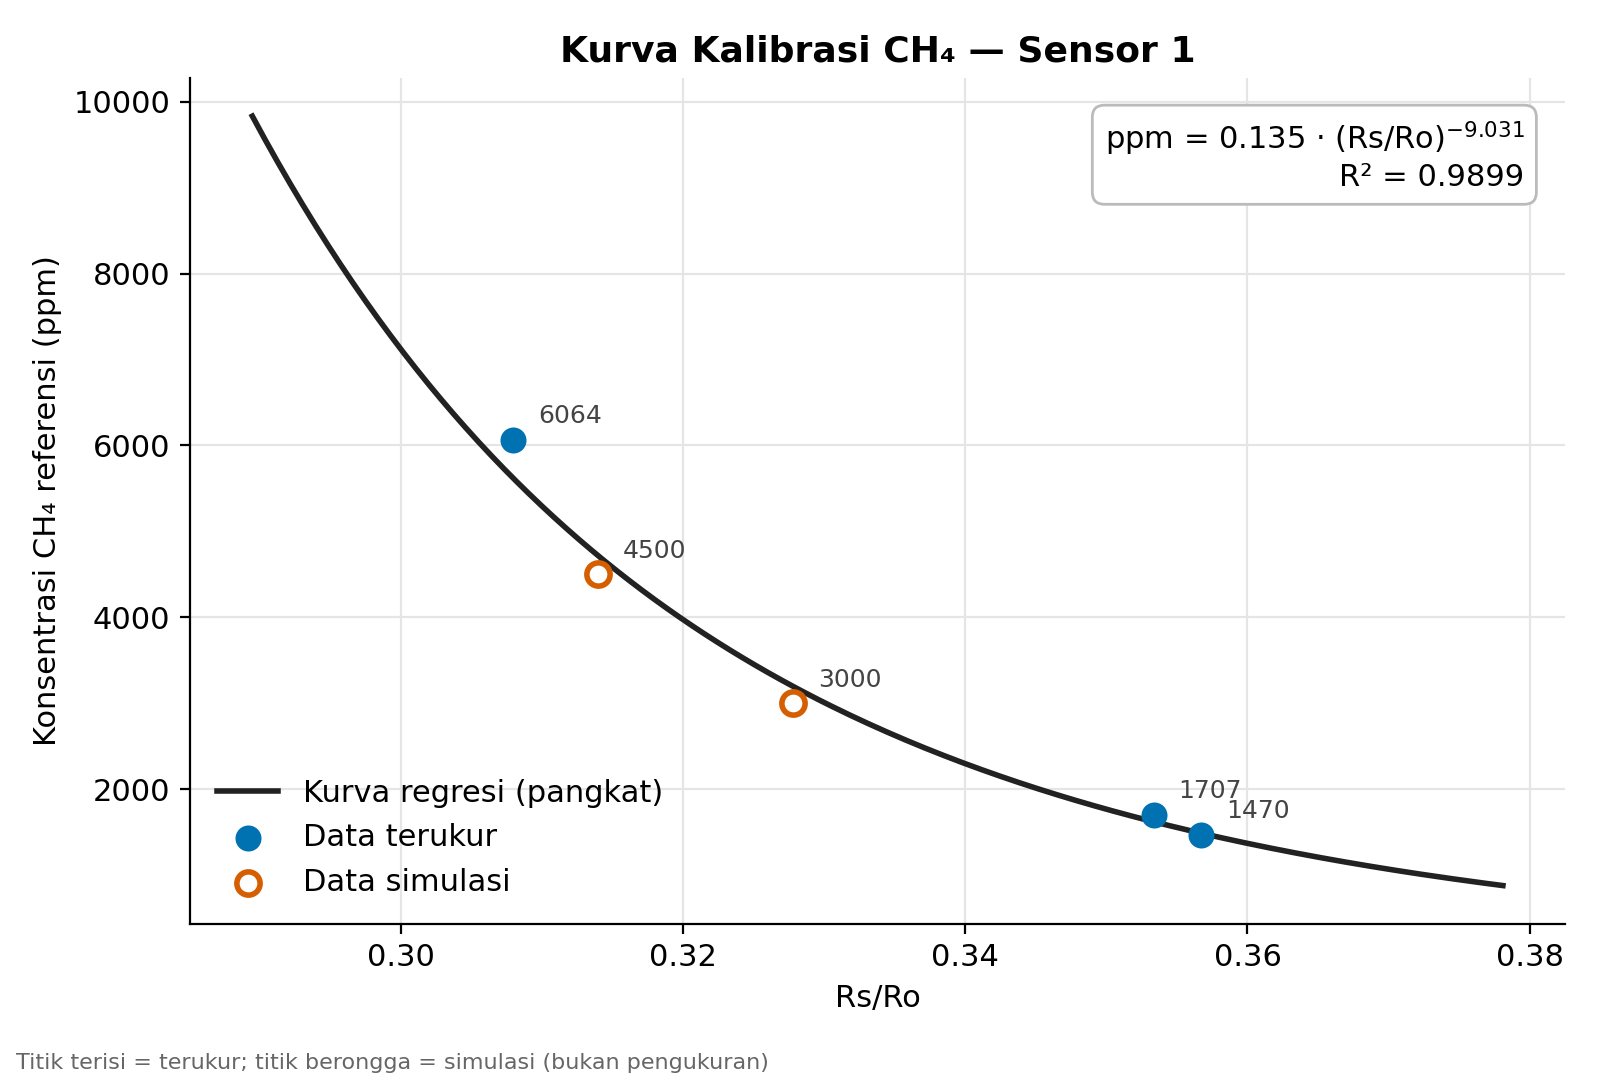 Kurva Kalibrasi CH₄ — Sensor 1
ppm = 0.135 · (Rs/Ro)⁻⁹·⁰³¹
R² = 0.9899
Konsentrasi CH₄ referensi (ppm)
10000
8000
6000
4000
2000
6064
4500
3000
1707
1470
Kurva regresi (pangkat)
Data terukur
Data simulasi
0.30 0.32 0.34 0.36 0.38
Rs/Ro
Titik terisi = terukur; titik berongga = simulasi (bukan pengukuran)